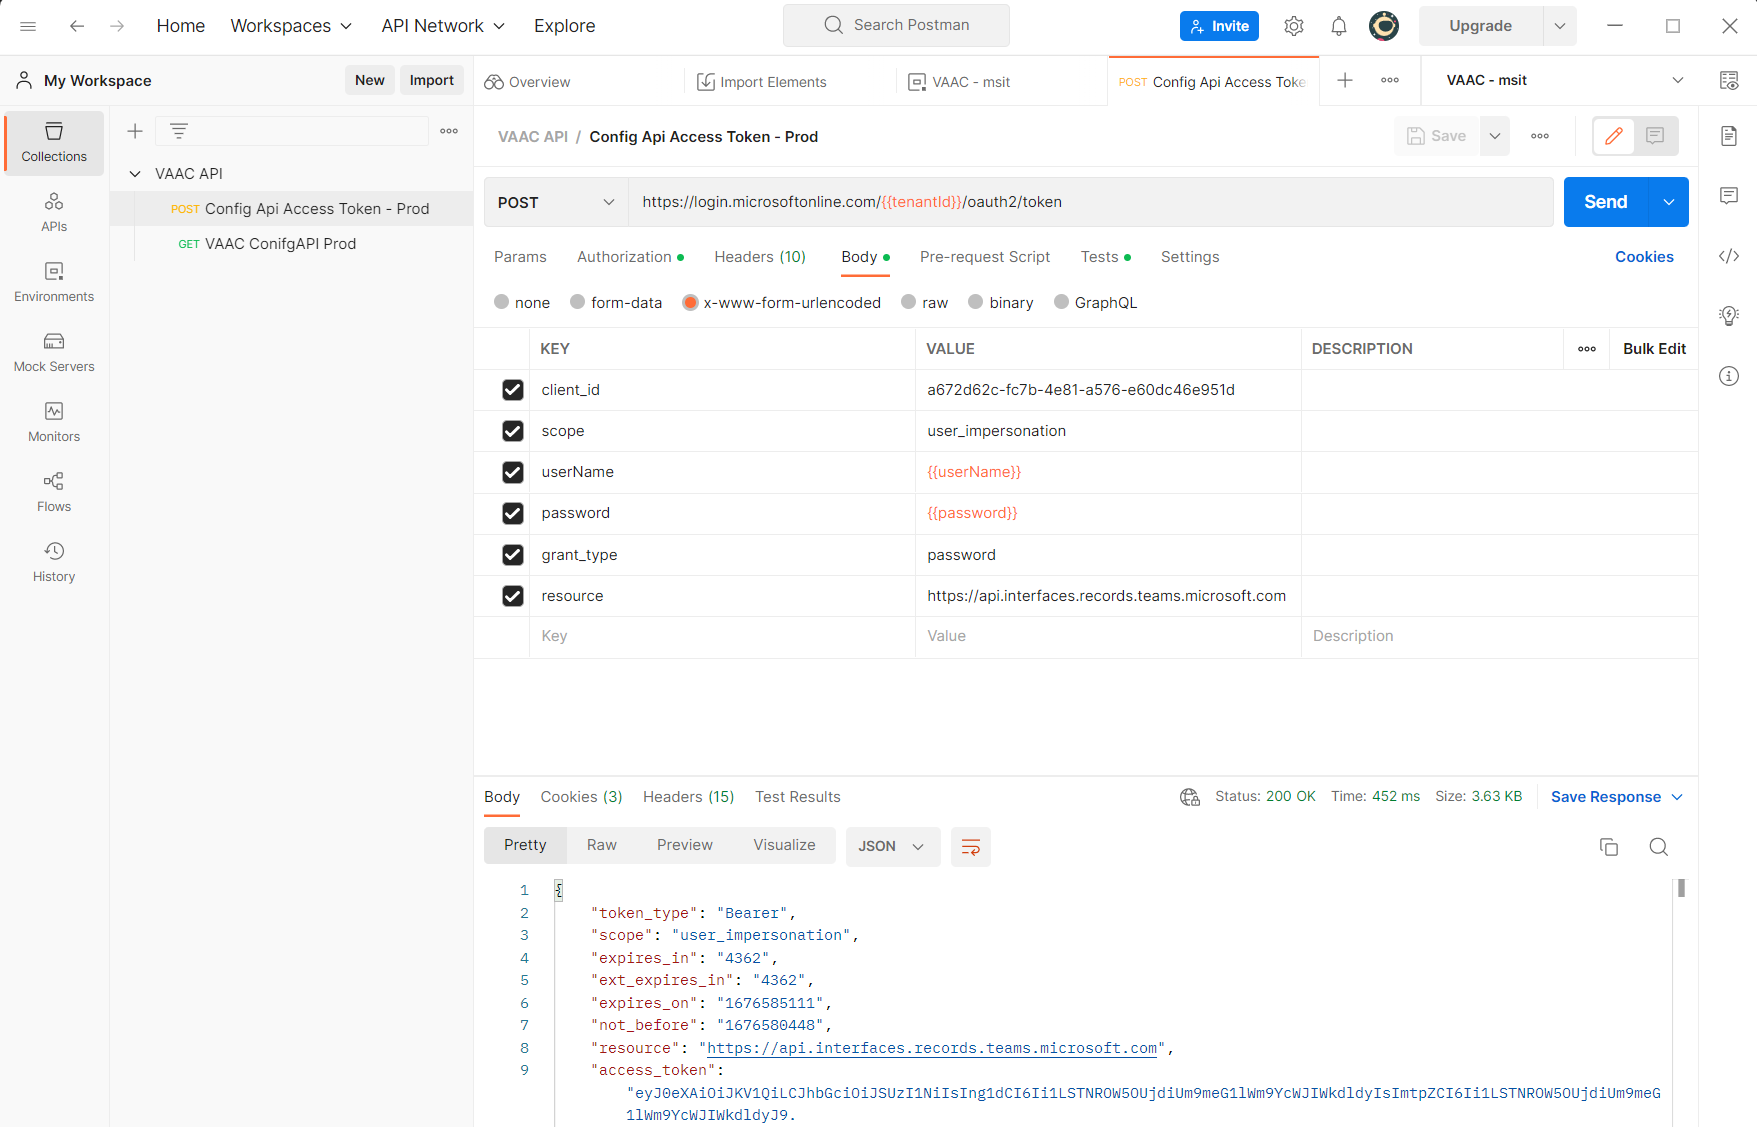 Home Workspaces API Network Explore Search Postman Invite Upgrade
My Workspace New Import Overview Import Elements VAAC - msit POST Config Api Access Toke VAAC - msit
Collections
APIs
Environments
Mock Servers
Monitors
Flows
History
VAAC API
POST Config Api Access Token - Prod
GET VAAC ConifgAPI Prod
VAAC API / Config Api Access Token - Prod Save
POST https://login.microsoftonline.com/{{tenantId}}/oauth2/token Send
Params Authorization Headers (10) Body Pre-request Script Tests Settings Cookies
none form-data x-www-form-urlencoded raw binary GraphQL
KEY VALUE DESCRIPTION Bulk Edit
client_id a672d62c-fc7b-4e81-a576-e60dc46e951d
scope user_impersonation
userName {{userName}}
password {{password}}
grant_type password
resource https://api.interfaces.records.teams.microsoft.com
Key Value Description
Body Cookies (3) Headers (15) Test Results Status: 200 OK Time: 452 ms Size: 3.63 KB Save Response
Pretty Raw Preview Visualize JSON
1 {
2 "token_type": "Bearer",
3 "scope": "user_impersonation",
4 "expires_in": "4362",
5 "ext_expires_in": "4362",
6 "expires_on": "1676585111",
7 "not_before": "1676580448",
8 "resource": "https://api.interfaces.records.teams.microsoft.com",
9 "access_token":
"eyJ0eXAiOiJKV1QiLCJhbGciOiJSUzI1NiIsIng1dCI6Ii1LSTNROW5OUjdiUm9meG1lWm9YcWJIWkdldyIsImtpZCI6Ii1LSTNROW5OUjdiUm9meG
1lWm9YcWJIWkdldyJ9.